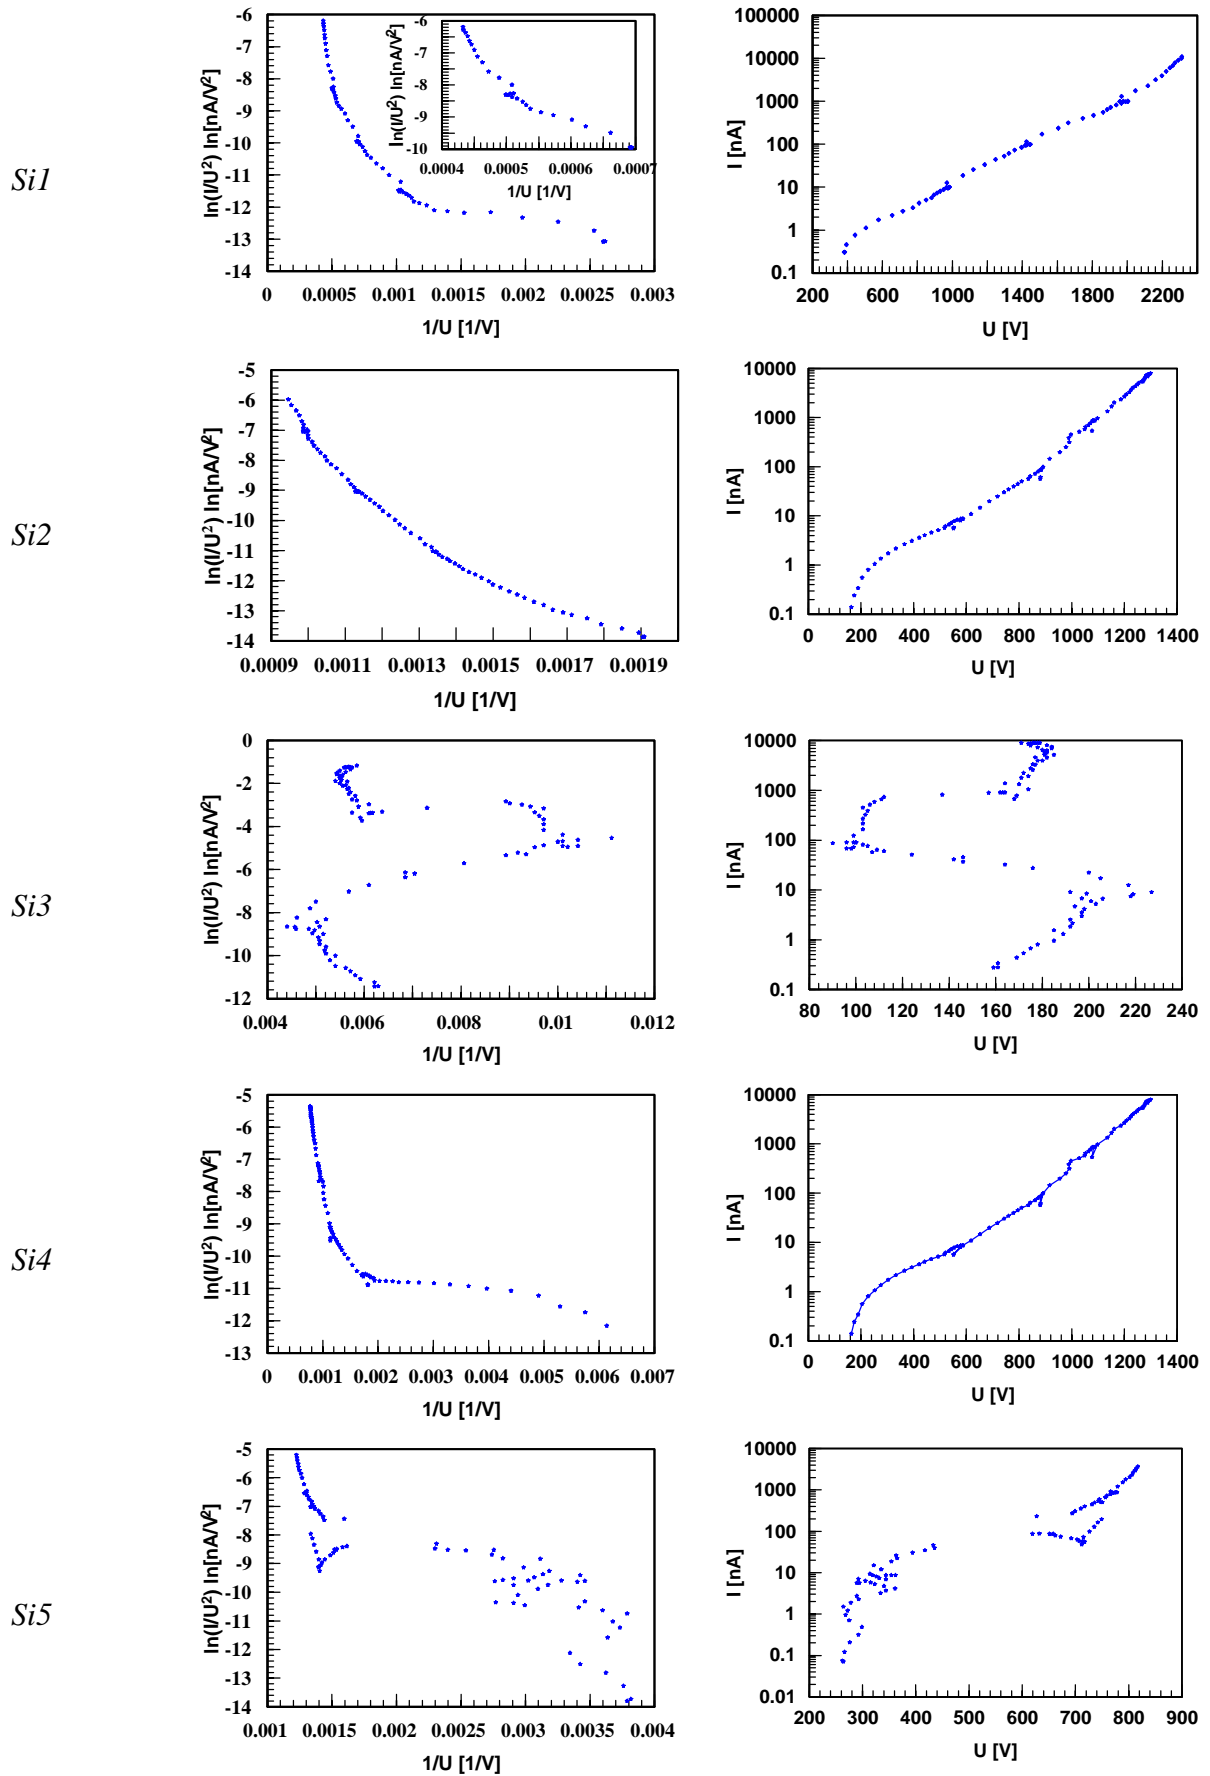 Si1
ln(I/U²) ln[nA/V²]
-6
-7
-8
-9
-10
-11
-12
-13
-14
0 0.0005 0.001 0.0015 0.002 0.0025 0.003
1/U [1/V]
ln(I/U²) ln[nA/V²]
-6
-7
-8
-9
-10
0.0004 0.0005 0.0006 0.0007
1/U [1/V]
I [nA]
100000
10000
1000
100
10
1
0.1
200 600 1000 1400 1800 2200
U [V]
Si2
ln(I/U²) ln[nA/V²]
-5
-6
-7
-8
-9
-10
-11
-12
-13
-14
0.0009 0.0011 0.0013 0.0015 0.0017 0.0019
1/U [1/V]
I [nA]
10000
1000
100
10
1
0.1
0 200 400 600 800 1000 1200 1400
U [V]
Si3
ln(I/U²) ln[nA/V²]
0
-2
-4
-6
-8
-10
-12
0.004 0.006 0.008 0.01 0.012
1/U [1/V]
I [nA]
10000
1000
100
10
1
0.1
80 100 120 140 160 180 200 220 240
U [V]
Si4
ln(I/U²) ln[nA/V²]
-5
-6
-7
-8
-9
-10
-11
-12
-13
0 0.001 0.002 0.003 0.004 0.005 0.006 0.007
1/U [1/V]
I [nA]
10000
1000
100
10
1
0.1
0 200 400 600 800 1000 1200 1400
U [V]
Si5
ln(I/U²) ln[nA/V²]
-5
-6
-7
-8
-9
-10
-11
-12
-13
-14
0.001 0.0015 0.002 0.0025 0.003 0.0035 0.004
1/U [1/V]
I [nA]
10000
1000
100
10
1
0.1
0.01
200 300 400 500 600 700 800 900
U [V]